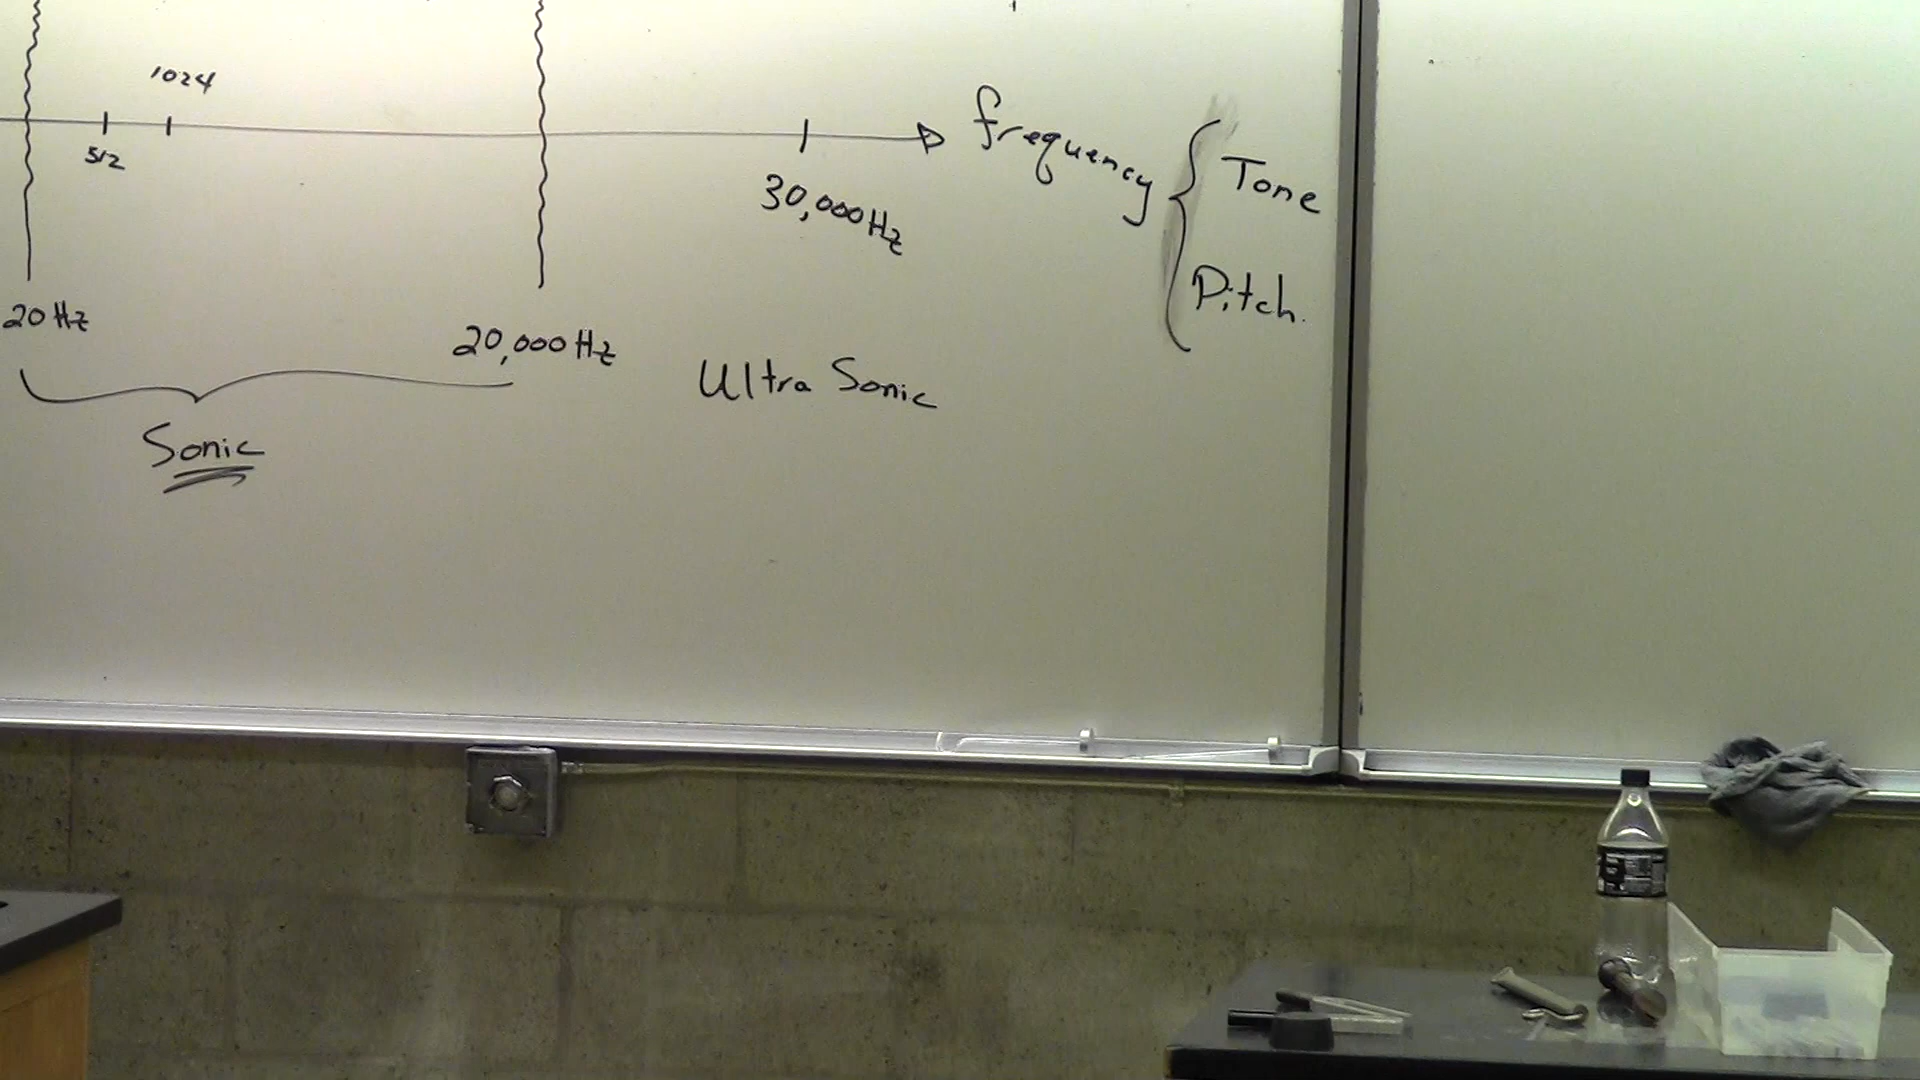 1024
512
30,000 Hz
frequency
Tone
Pitch.
20 Hz
20,000 Hz
Ultra Sonic
Sonic